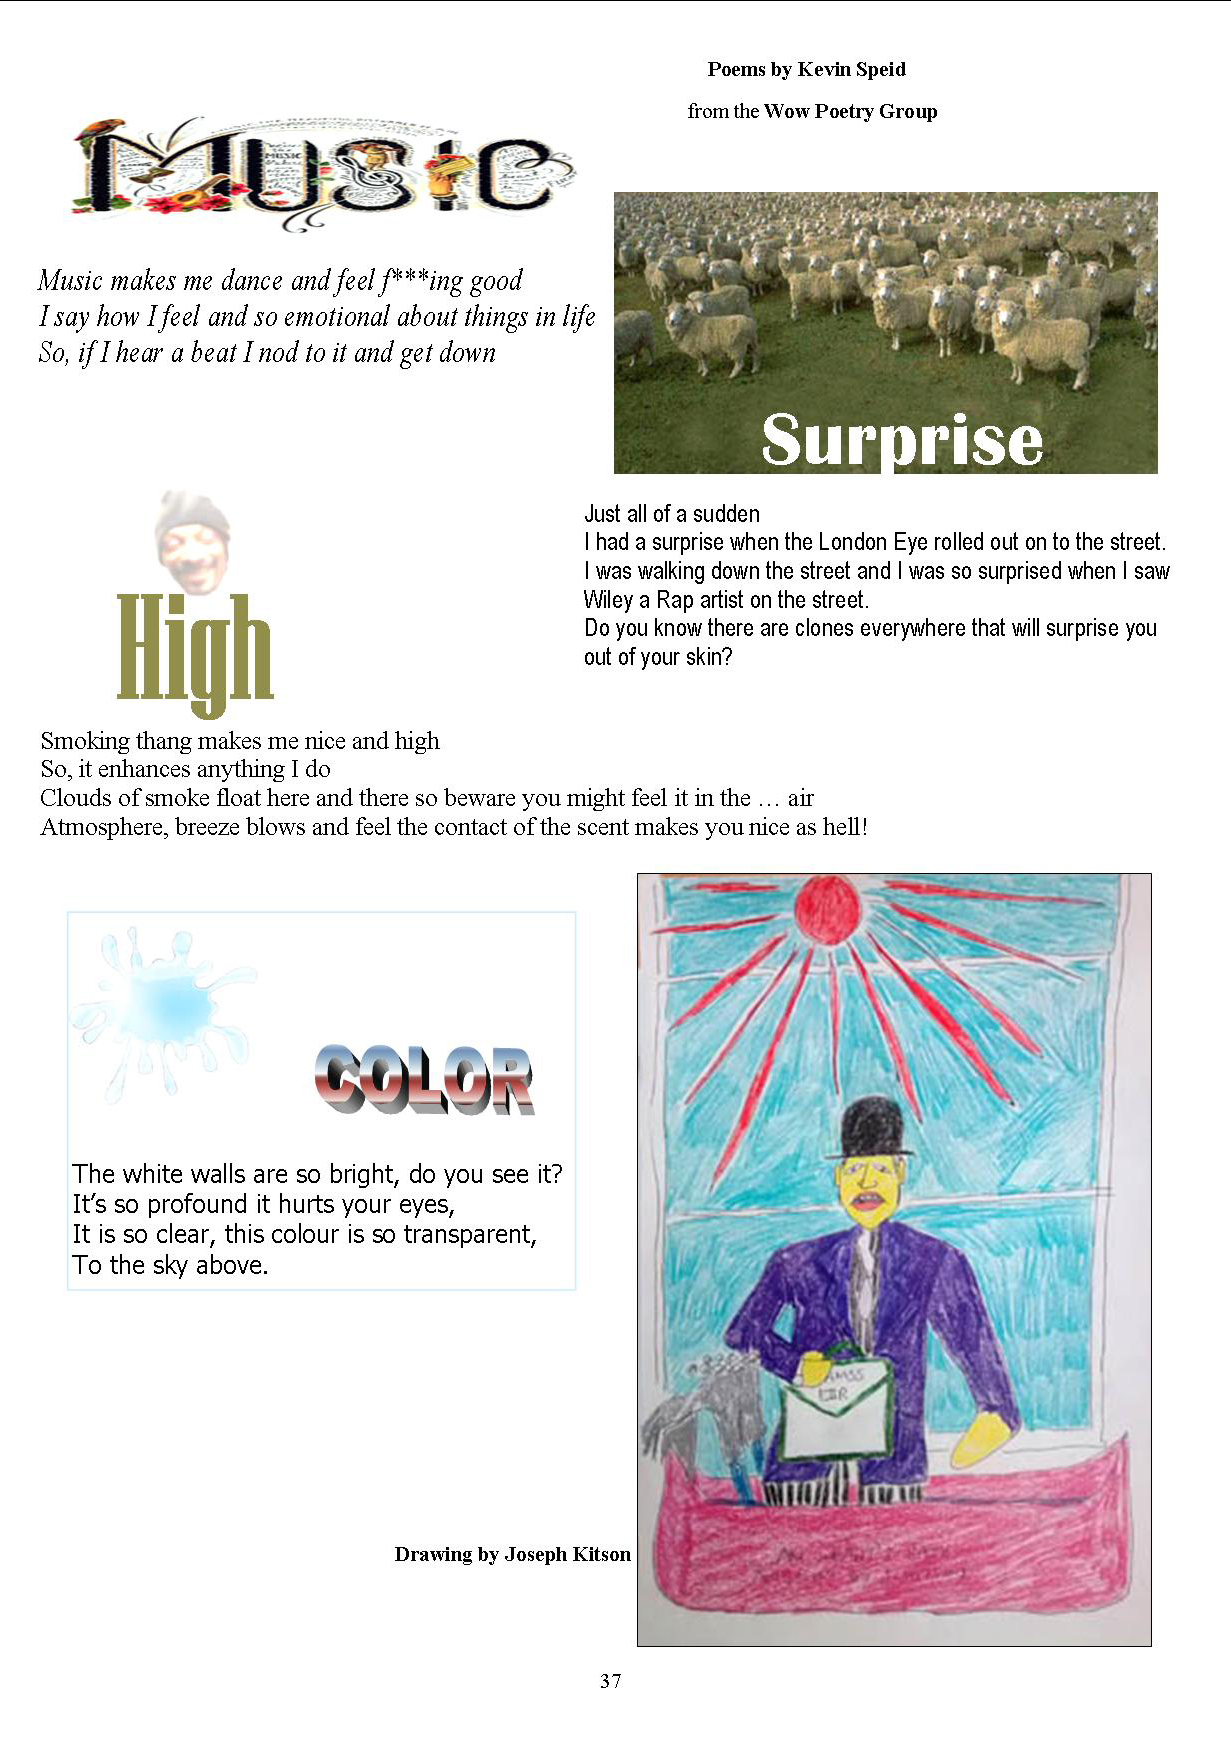 Poems by Kevin Speid
from the Wow Poetry Group
MUSIC
Music makes me dance and feel f***ing good
I say how I feel and so emotional about things in life
So, if I hear a beat I nod to it and get down
Surprise
Just all of a sudden
I had a surprise when the London Eye rolled out on to the street.
I was walking down the street and I was so surprised when I saw
Wiley a Rap artist on the street.
Do you know there are clones everywhere that will surprise you
out of your skin?
High
Smoking thang makes me nice and high
So, it enhances anything I do
Clouds of smoke float here and there so beware you might feel it in the … air
Atmosphere, breeze blows and feel the contact of the scent makes you nice as hell!
COLOR
The white walls are so bright, do you see it?
It’s so profound it hurts your eyes,
It is so clear, this colour is so transparent,
To the sky above.
Drawing by Joseph Kitson
37